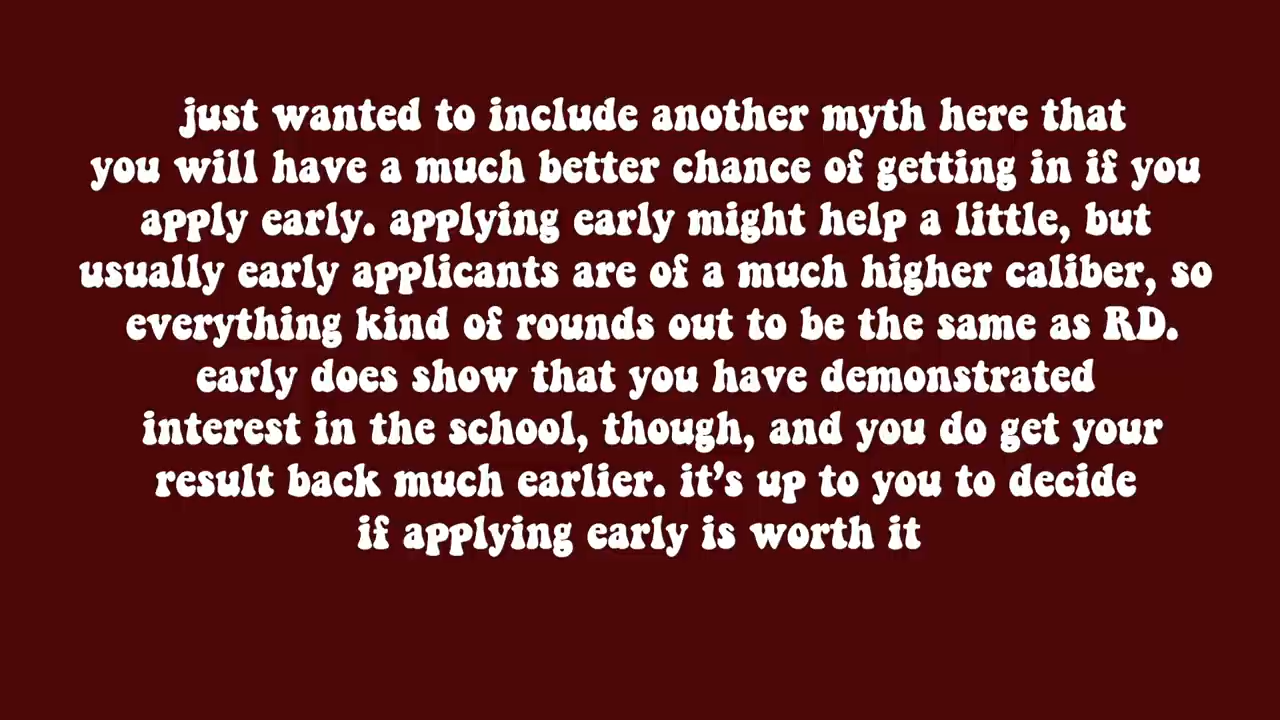 just wanted to include another myth here that
you will have a much better chance of getting in if you
apply early. applying early might help a little, but
usually early applicants are of a much higher caliber, so
everything kind of rounds out to be the same as RD.
early does show that you have demonstrated
interest in the school, though, and you do get your
result back much earlier. it's up to you to decide
if applying early is worth it